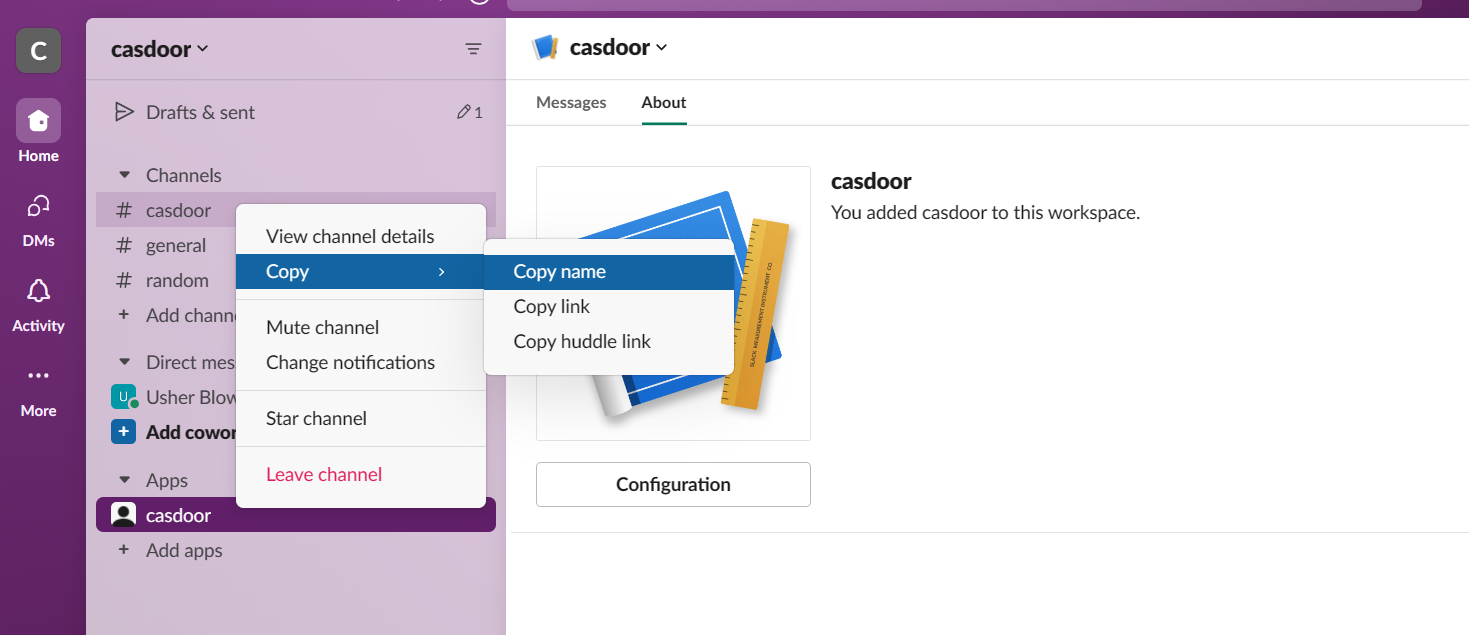 C
Home
DMs
Activity
More
casdoor
Drafts & sent
1
Channels
# casdoor
# general
# random
+ Add chann
Direct mes
U Usher Blow
+ Add cowor
Apps
casdoor
+ Add apps
View channel details
Copy
Mute channel
Change notifications
Star channel
Leave channel
Copy name
Copy link
Copy huddle link
casdoor
Messages
About
SLACK MEASUREMENT/INSTRUMENT CO
casdoor
You added casdoor to this workspace.
Configuration